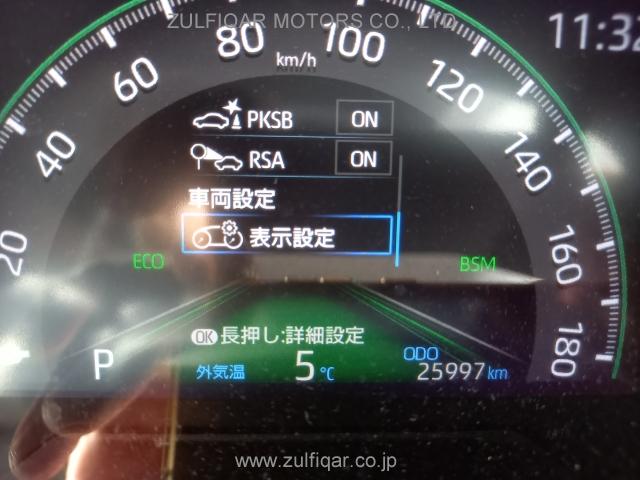 ZULFIQAR MOTORS CO., LTD.
11:32
80
km/h
100
60
120
40
140
20
160
180
PKSB ON
RSA ON
車両設定
表示設定
ECO
BSM
OK 長押し:詳細設定
P
外気温 5 ℃
ODO
25997 km
www.zulfiqar.co.jp